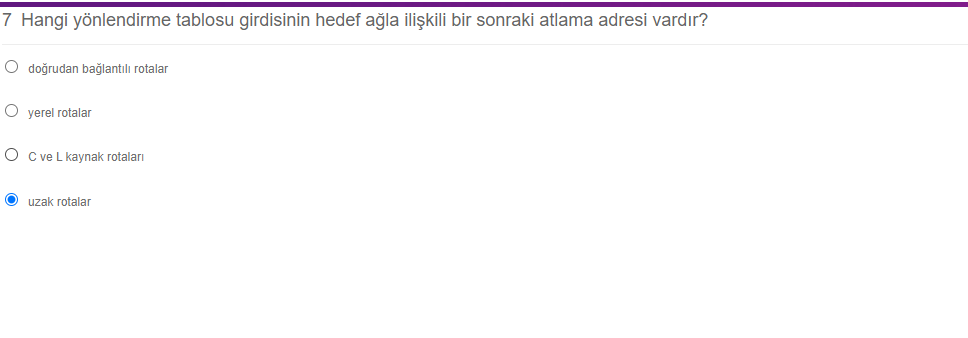 7 Hangi yönlendirme tablosu girdisinin hedef ağla ilişkili bir sonraki atlama adresi vardır?
doğrudan bağlantılı rotalar
yerel rotalar
C ve L kaynak rotaları
uzak rotalar